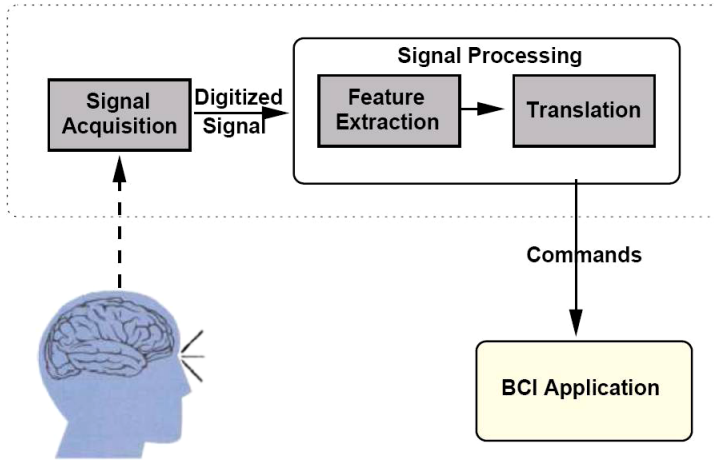 Signal Processing
Signal
Acquisition
Digitized
Signal
Feature
Extraction
Translation
Commands
BCI Application